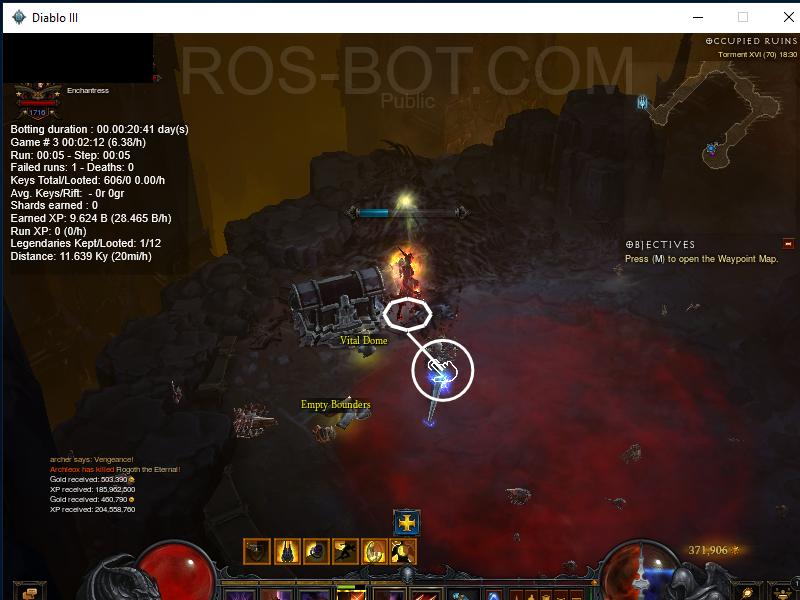 Diablo III
ROS-BOT.COM
Public
OCCUPIED RUINS
Torment XVI (70) 18:30
Enchantress
1716
Botting duration : 00.00:20:41 day(s)
Game # 3 00:02:12 (6.38/h)
Run: 00:05 - Step: 00:05
Failed runs: 1 - Deaths: 0
Keys Total/Looted: 606/0 0.00/h
Avg. Keys/Rift: - 0r 0gr
Shards earned : 0
Earned XP: 9.624 B (28.465 B/h)
Run XP: 0 (0/h)
Legendaries Kept/Looted: 1/12
Distance: 11.639 Ky (20mi/h)
OBJECTIVES
Press (M) to open the Waypoint Map.
Vital Dome
Empty Bounders
archer says: Vengeance!
Archleox has killed Rogoth the Eternal!
Gold received: 503,390
XP received: 185,962,500
Gold received: 460,790
XP received: 204,558,760
371,906